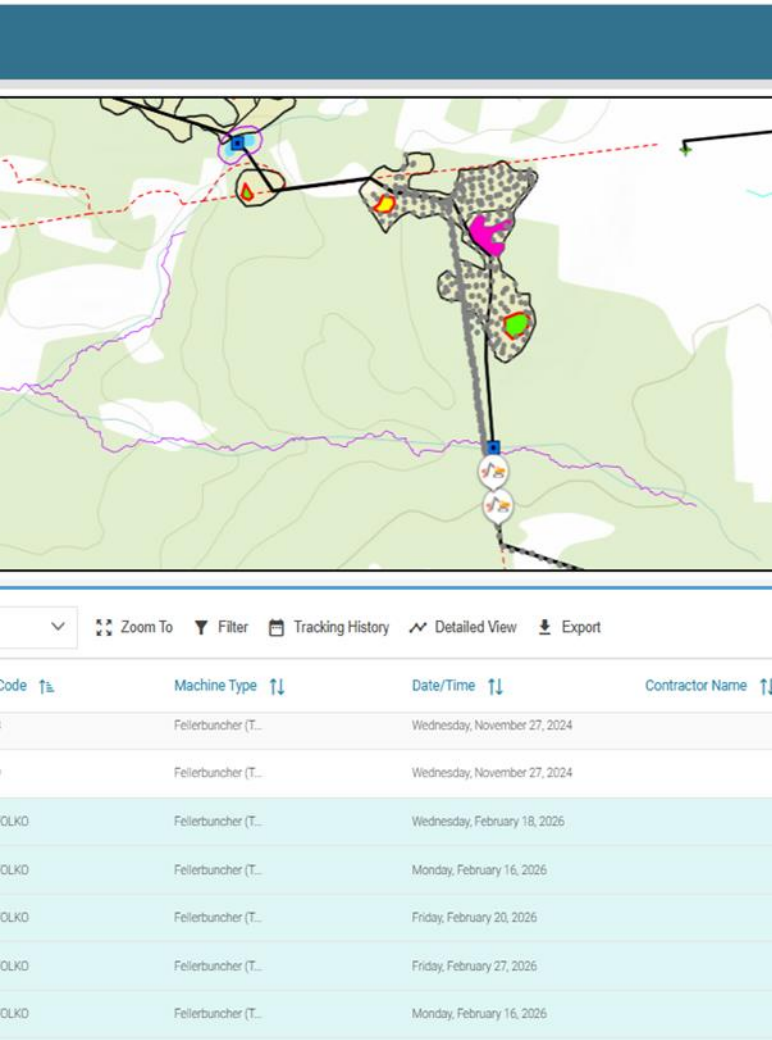 Zoom To Filter Tracking History Detailed View Export
Code Machine Type Date/Time Contractor Name
Fellerbuncher (T... Wednesday, November 27, 2024
Fellerbuncher (T... Wednesday, November 27, 2024
OLKO Fellerbuncher (T... Wednesday, February 18, 2026
OLKO Fellerbuncher (T... Monday, February 16, 2026
OLKO Fellerbuncher (T... Friday, February 20, 2026
OLKO Fellerbuncher (T... Friday, February 27, 2026
OLKO Fellerbuncher (T... Monday, February 16, 2026